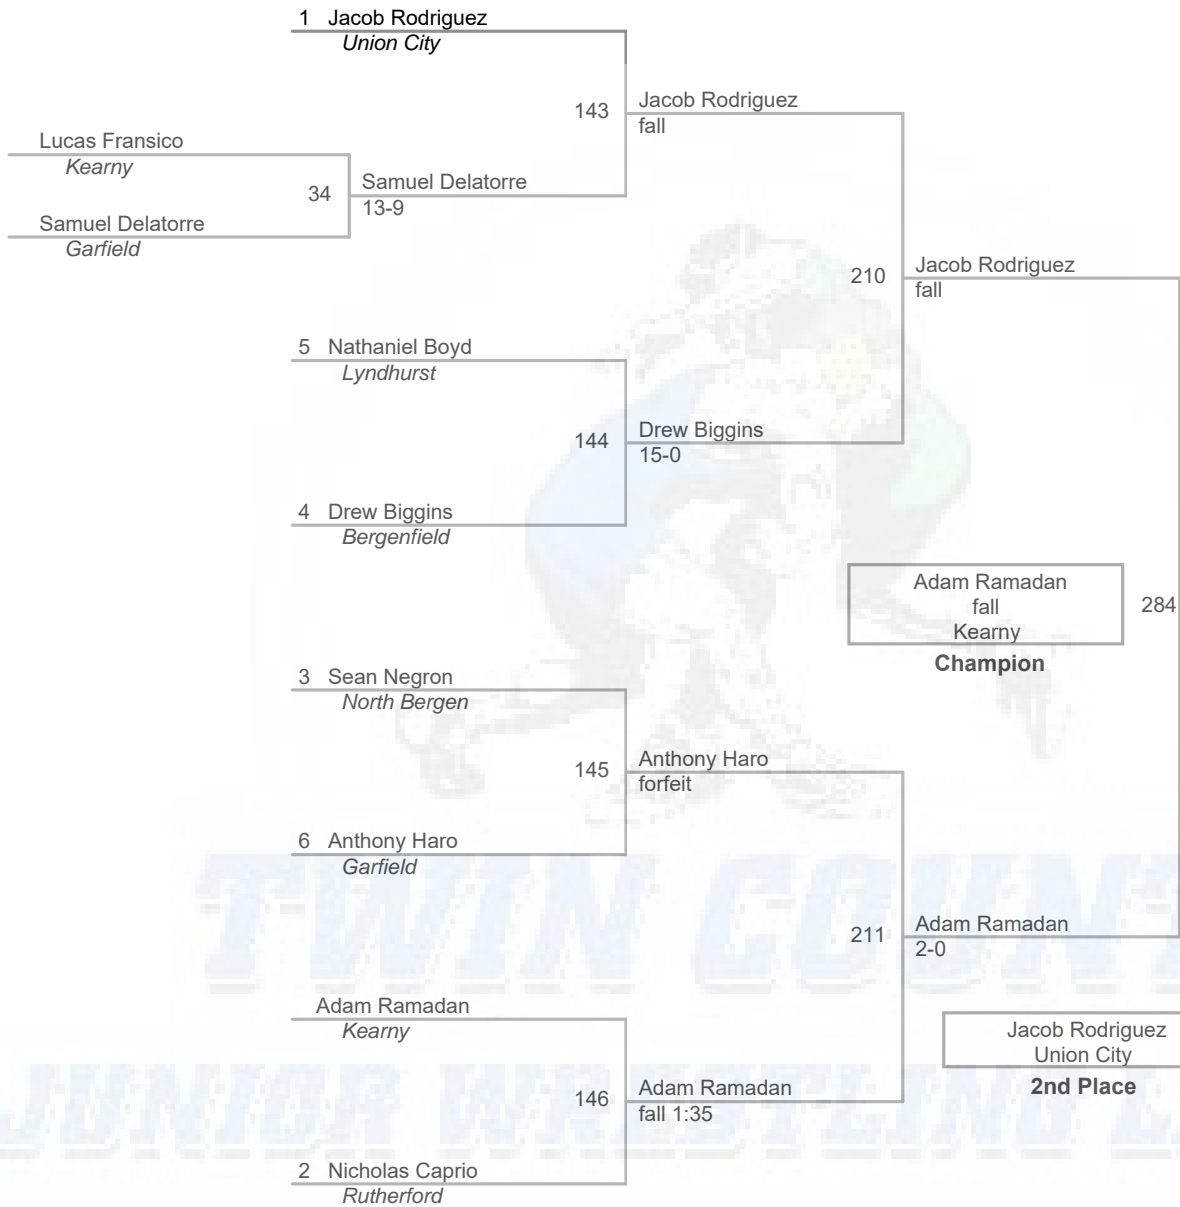 1 Jacob Rodriguez
Union City
143
Jacob Rodriguez
fall
Lucas Fransico
Kearny
34
Samuel Delatorre
13-9
Samuel Delatorre
Garfield
210
Jacob Rodriguez
fall
5 Nathaniel Boyd
Lyndhurst
144
Drew Biggins
15-0
4 Drew Biggins
Bergenfield
Adam Ramadan
fall
Kearny
284
Champion
3 Sean Negron
North Bergen
145
Anthony Haro
forfeit
6 Anthony Haro
Garfield
TWIN COUNT
211
Adam Ramadan
2-0
Adam Ramadan
Kearny
Jacob Rodriguez
Union City
2nd Place
146
Adam Ramadan
fall 1:35
JUNIOR WRESTLING
2 Nicholas Caprio
Rutherford